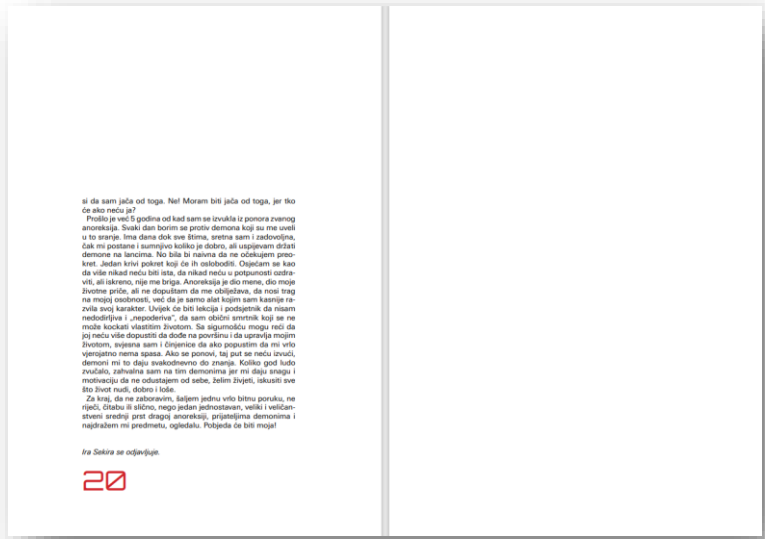 si da sam jača od toga. Ne! Moram biti jača od toga, jer tko
će ako neću ja?
Prošlo je već 5 godina od kad sam se izvukla iz ponora zvanog
anoreksija. Svaki dan borim se protiv demona koji su me uveli
u to sranje. Ima dana dok sve štima, sretna sam i zadovoljna,
čak mi postane i sumnjivo koliko je dobro, ali uspijevam držati
demone na lancima. No bila bi naivna da ne očekujem preo-
kret. Jedan krivi pokret koji će ih osloboditi. Osjećam se kao
da više nikad neću biti ista, da nikad neću u potpunosti ozdra-
viti, ali iskreno, nije me briga. Anoreksija je dio mene, dio moje
životne priče, ali ne dopuštam da me obilježava, da nosi trag
na mojoj osobnosti, već da je samo alat kojim sam kasnije ra-
zvila svoj karakter. Uvijek će biti lekcija i podsjetnik da nisam
nedodirljiva i „nepoderiva“, da sam obični smrtnik koji se ne
može kockati vlastitim životom. Sa sigurnošću mogu reći da
joj neću više dopustiti da dođe na površinu i da upravlja mojim
životom, svjesna sam i činjenice da ako popustim da mi vrlo
vjerojatno nema spasa. Ako se ponovi, taj put se neću izvući,
demoni mi to daju svakodnevno do znanja. Koliko god ludo
zvučalo, zahvalna sam na tim demonima jer mi daju snagu i
motivaciju da ne odustajem od sebe, želim živjeti, iskusiti sve
što život nudi, dobro i loše.
Za kraj, da ne zaboravim, šaljem jednu vrlo bitnu poruku, ne
riječi, čitabu ili slično, nego jedan jednostavan, veliki i veličan-
stveni srednji prst dragoj anoreksiji, prijateljima demonima i
najdražem mi predmetu, ogledalu. Pobjeda će biti moja!
Ira Sekira se odjavljuje.
20